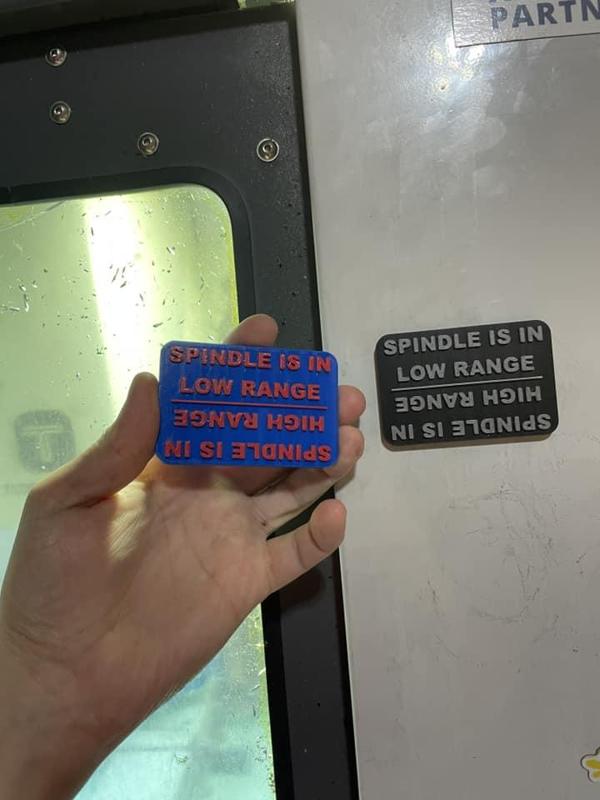 PARTN
SPINDLE IS IN
LOW RANGE
HIGH RANGE
SPINDLE IS IN
SPINDLE IS IN
LOW RANGE
HIGH RANGE
SPINDLE IS IN